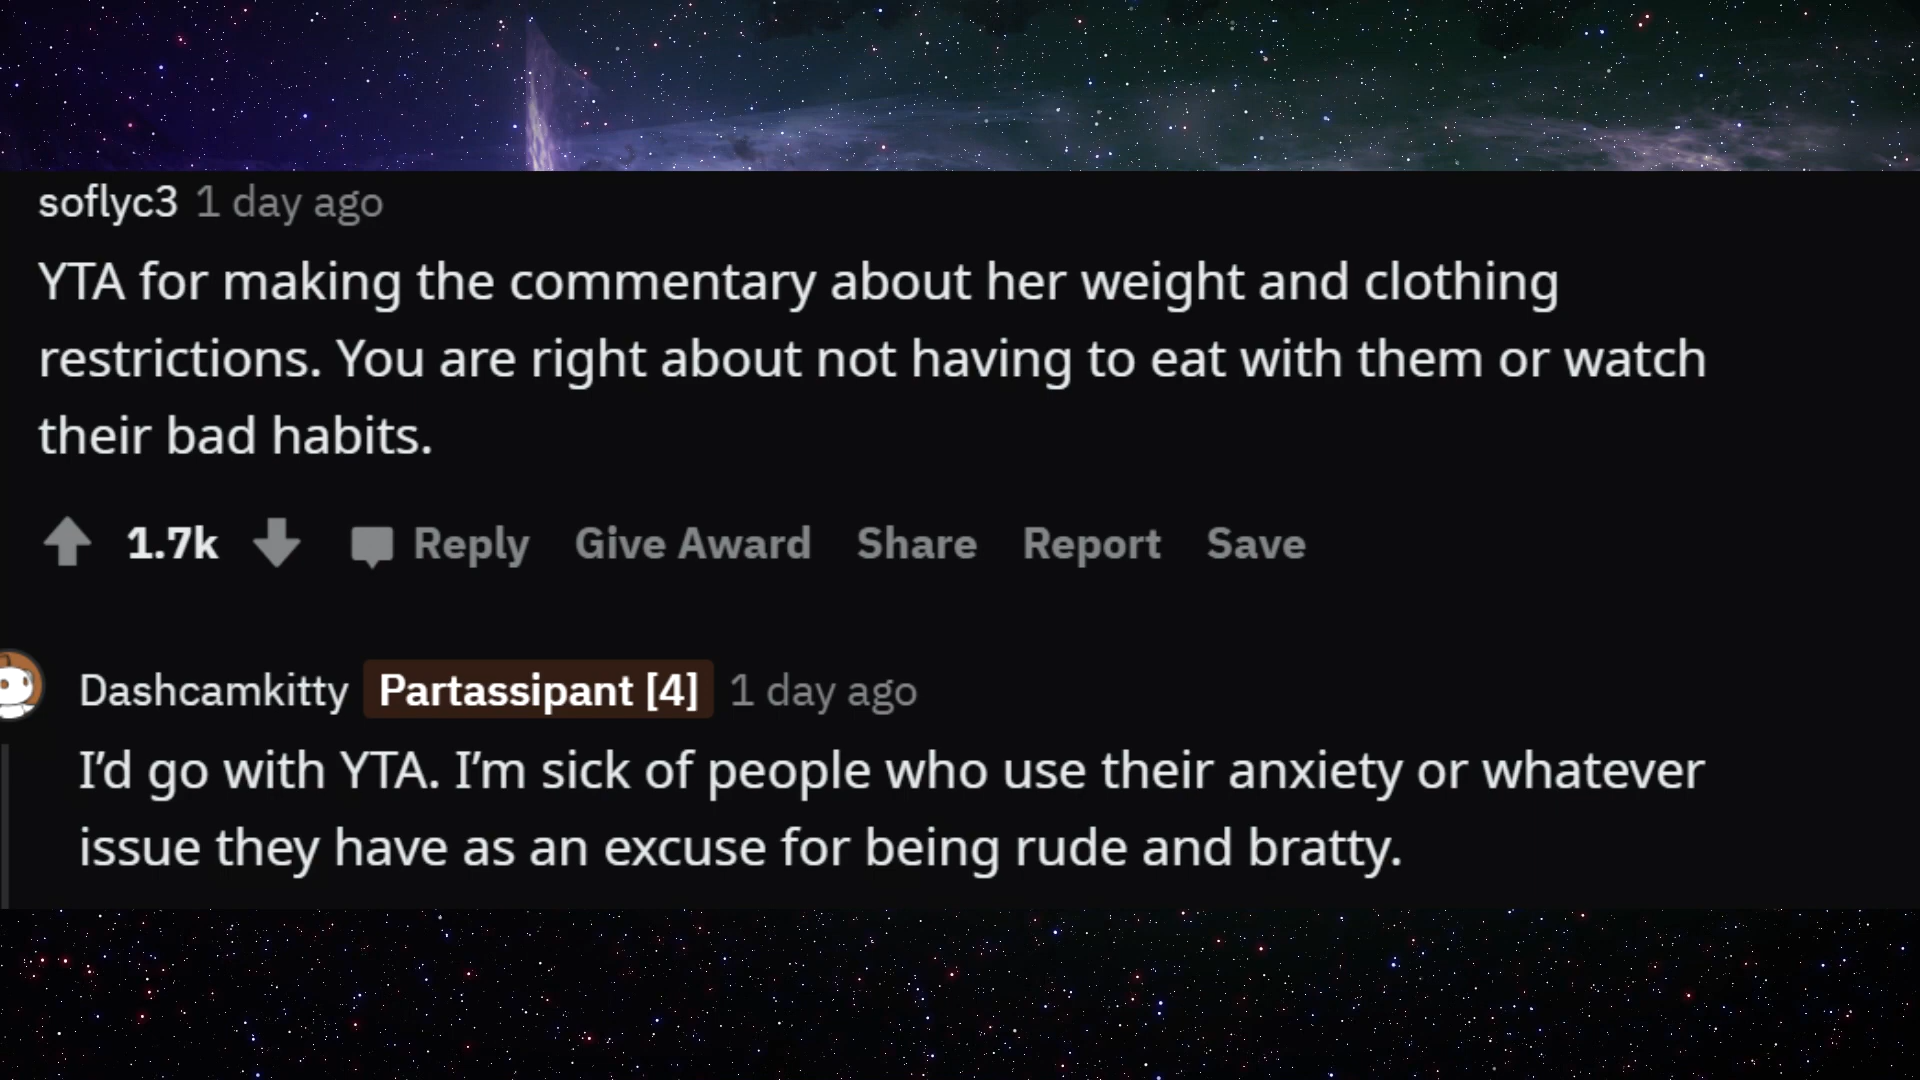 soflyc3 1 day ago
YTA for making the commentary about her weight and clothing
restrictions. You are right about not having to eat with them or watch
their bad habits.
1.7k Reply Give Award Share Report Save
Dashcamkitty Partassipant [4] 1 day ago
I’d go with YTA. I’m sick of people who use their anxiety or whatever
issue they have as an excuse for being rude and bratty.